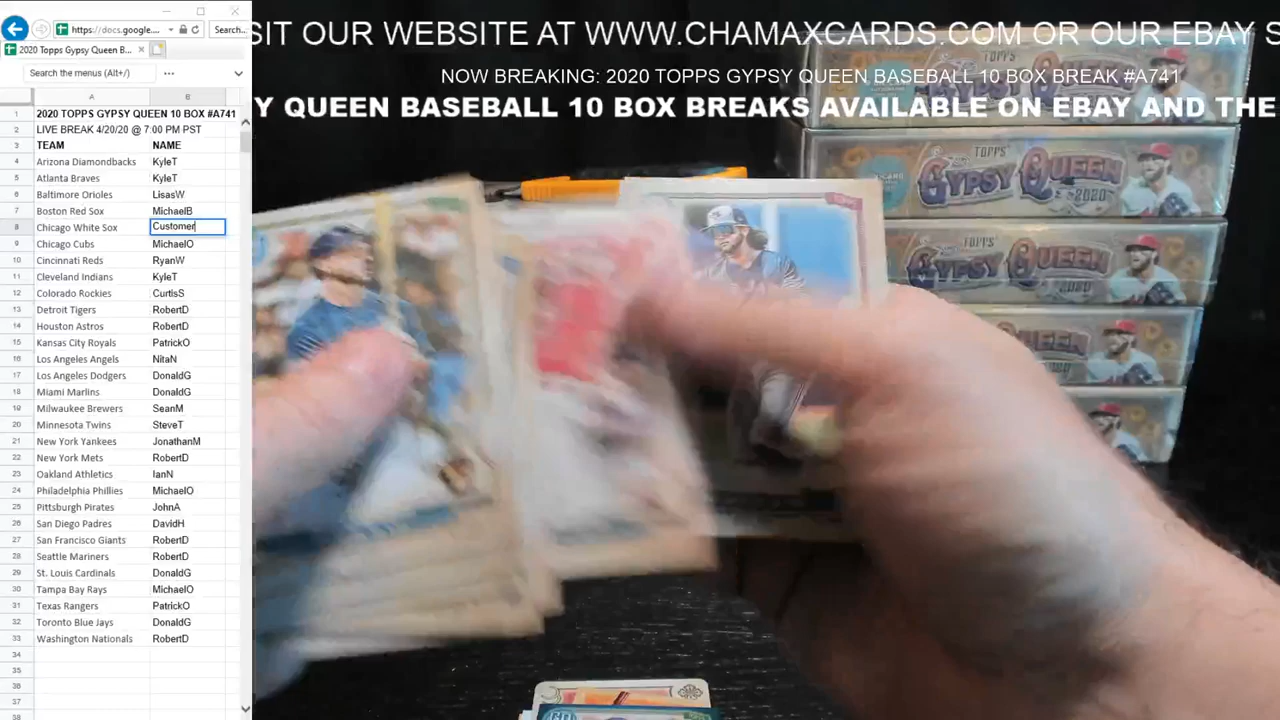 SIT OUR WEBSITE AT WWW.CHAMAXCARDS.COM OR OUR EBAY S
NOW BREAKING: 2020 TOPPS GYPSY QUEEN BASEBALL 10 BOX BREAK #A741
Y QUEEN BASEBALL 10 BOX BREAKS AVAILABLE ON EBAY AND THE
https://docs.google.... Search...
2020 Topps Gypsy Queen B...
Search the menus (Alt+/)
A B
1 2020 TOPPS GYPSY QUEEN 10 BOX #A741
2 LIVE BREAK 4/20/20 @ 7:00 PM PST
3 TEAM NAME
4 Arizona Diamondbacks KyleT
5 Atlanta Braves KyleT
6 Baltimore Orioles LisasW
7 Boston Red Sox MichaelB
8 Chicago White Sox Customer
9 Chicago Cubs MichaelO
10 Cincinnati Reds RyanW
11 Cleveland Indians KyleT
12 Colorado Rockies CurtisS
13 Detroit Tigers RobertD
14 Houston Astros RobertD
15 Kansas City Royals PatrickO
16 Los Angeles Angels NitaN
17 Los Angeles Dodgers DonaldG
18 Miami Marlins DonaldG
19 Milwaukee Brewers SeanM
20 Minnesota Twins SteveT
21 New York Yankees JonathanM
22 New York Mets RobertD
23 Oakland Athletics IanN
24 Philadelphia Phillies MichaelO
25 Pittsburgh Pirates JohnA
26 San Diego Padres DavidH
27 San Francisco Giants RobertD
28 Seattle Mariners RobertD
29 St. Louis Cardinals DonaldG
30 Tampa Bay Rays MichaelO
31 Texas Rangers PatrickO
32 Toronto Blue Jays DonaldG
33 Washington Nationals RobertD
34
35
36
37
38
TOPPS
GYPSY QUEEN
2020
TOPPS
GYPSY QUEEN
2020